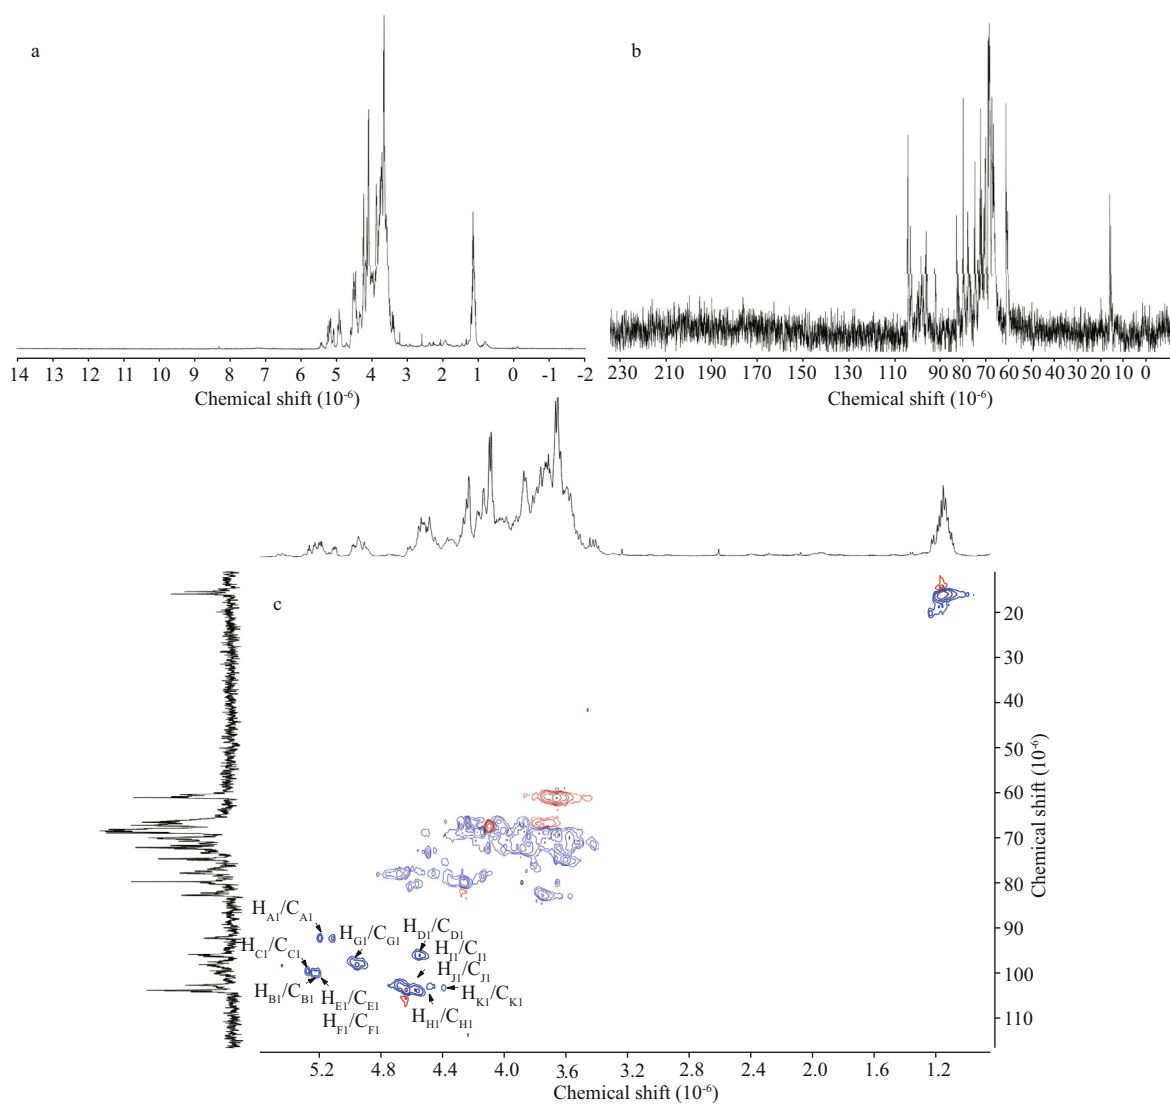 a
14 13 12 11 10 9 8 7 6 5 4 3 2 1 0 -1 -2
Chemical shift (10⁻⁶)
b
230 210 190 170 150 130 110 90 80 70 60 50 40 30 20 10 0
Chemical shift (10⁻⁶)
c
20
30
40
50
60
70
80
90
100
110
Chemical shift (10⁻⁶)
H_A1/C_A1
H_G1/C_G1
H_D1/C_D1
H_C1/C_C1
H_I1/C_I1
H_J1/C_J1
H_B1/C_B1
H_E1/C_E1
H_K1/C_K1
H_F1/C_F1
H_H1/C_H1
5.2 4.8 4.0 3.6 3.2 2.8 2.4 2.0 1.6 1.2
Chemical shift (10⁻⁶)